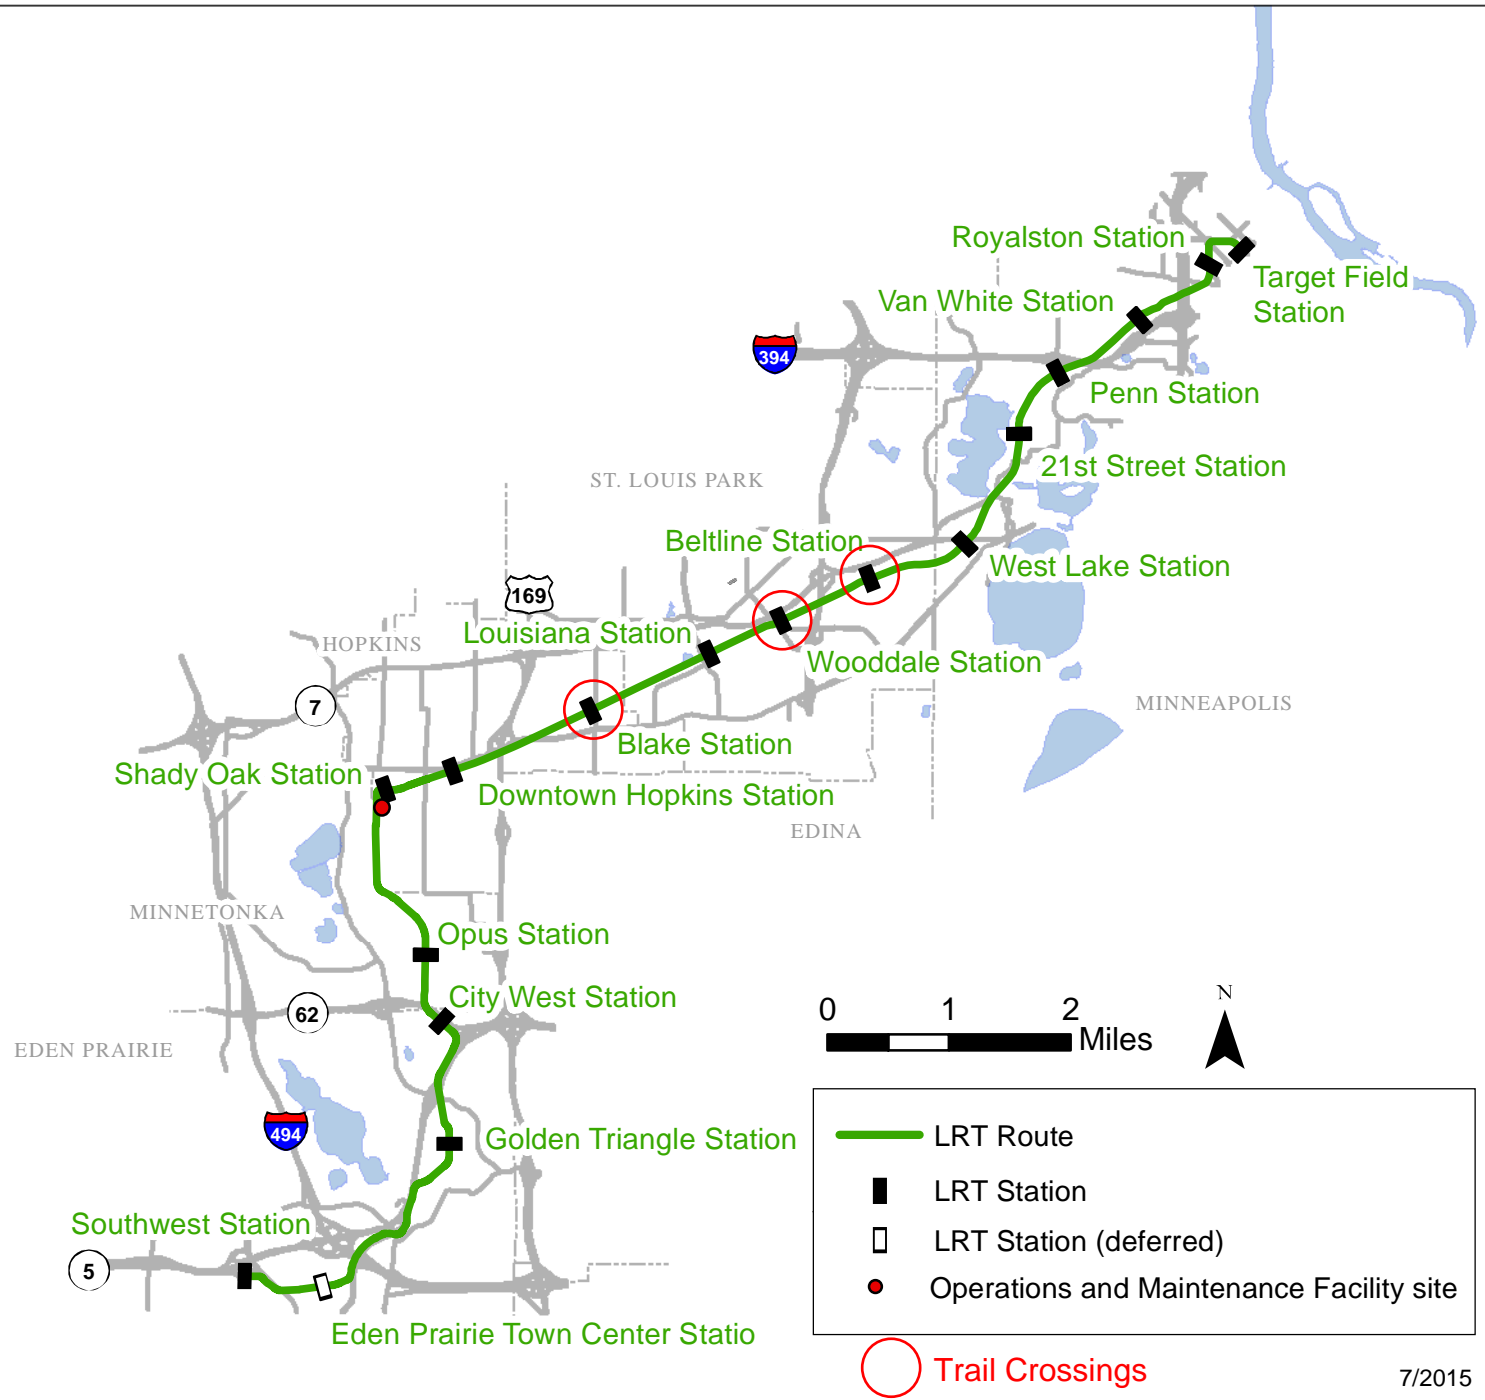 Royalston Station
Target Field
Station
Van White Station
394
Penn Station
21st Street Station
ST. LOUIS PARK
Beltline Station
West Lake Station
169
Louisiana Station
HOPKINS
Wooddale Station
7
MINNEAPOLIS
Blake Station
Shady Oak Station
Downtown Hopkins Station
EDINA
MINNETONKA
Opus Station
City West Station
62
EDEN PRAIRIE
0 1 2
Miles
N
494
Golden Triangle Station
LRT Route
LRT Station
Southwest Station
LRT Station (deferred)
5
Operations and Maintenance Facility site
Eden Prairie Town Center Statio
Trail Crossings
7/2015